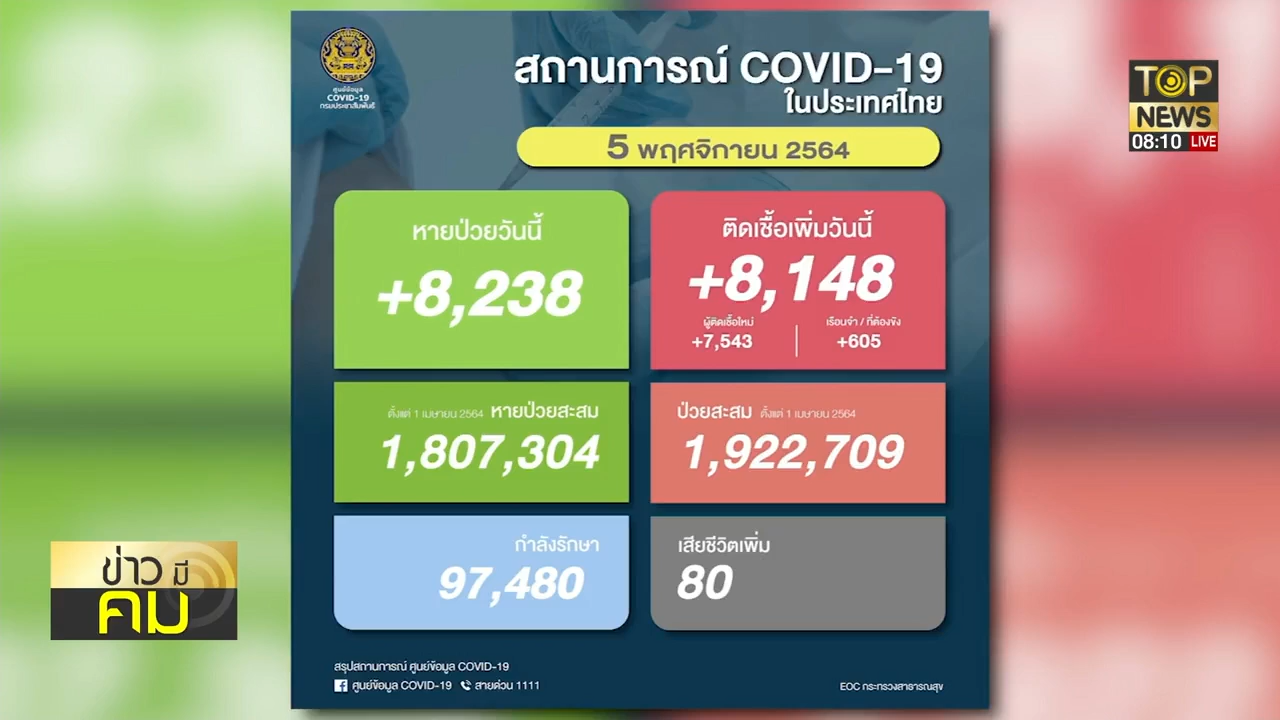 ศูนย์ข้อมูล
COVID-19
กรมประชาสัมพันธ์
สถานการณ์ COVID-19
ในประเทศไทย
5 พฤศจิกายน 2564
TOP
NEWS
08:10 LIVE
หายป่วยวันนี้
+8,238
ติดเชื้อเพิ่มวันนี้
+8,148
ผู้ติดเชื้อใหม่
+7,543
เรือนจำ / ที่ต้องขัง
+605
ตั้งแต่ 1 เมษายน 2564 หายป่วยสะสม
1,807,304
ป่วยสะสม ตั้งแต่ 1 เมษายน 2564
1,922,709
กำลังรักษา
97,480
เสียชีวิตเพิ่ม
80
ข่าวมี
คม
สรุปสถานการณ์ ศูนย์ข้อมูล COVID-19
ศูนย์ข้อมูล COVID-19 สายด่วน 1111
EOC กระทรวงสาธารณสุข